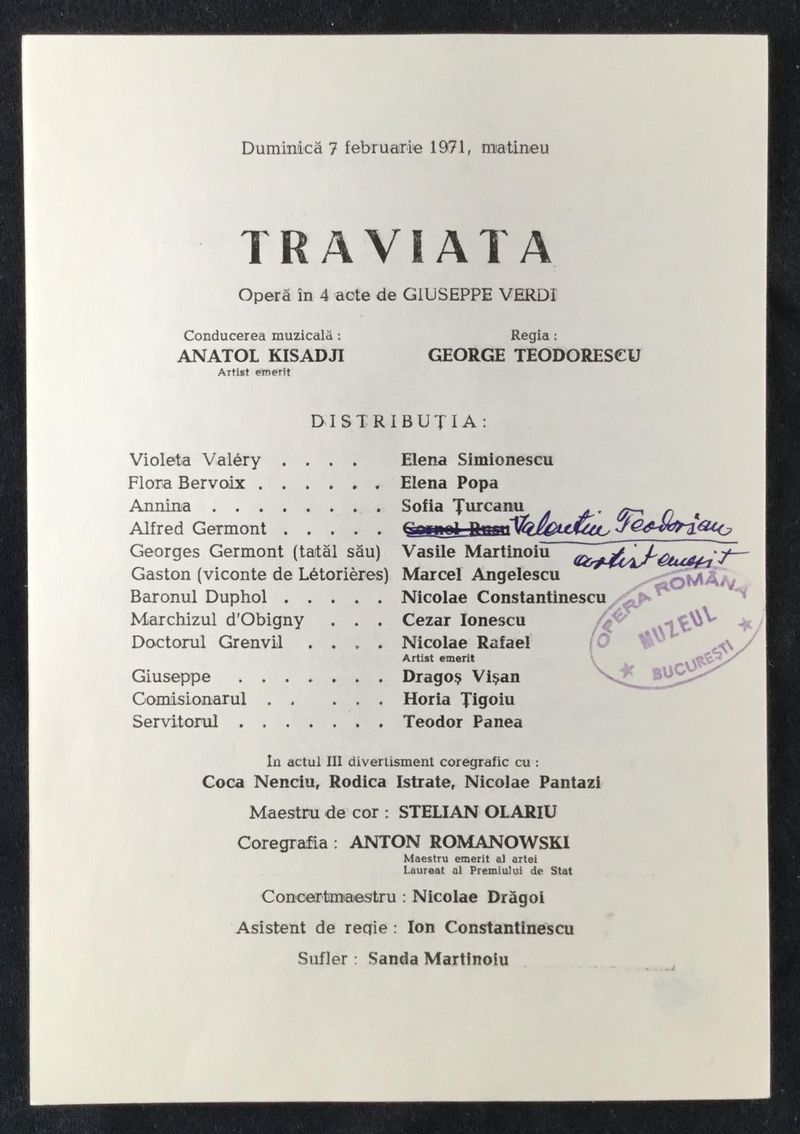 Duminică 7 februarie 1971, matineu
TRAVIATA
Operă în 4 acte de GIUSEPPE VERDI
Conducerea muzicală :
ANATOL KISADJI
Artist emerit
Regia :
GEORGE TEODORESCU
DISTRIBUȚIA:
Violeta Valéry . . . . Elena Simionescu
Flora Bervoix . . . . . . Elena Popa
Annina . . . . . . . . Sofia Țurcanu
Alfred Germont . . . . . Cornel Rusu Valentin Teodorian
artist emerit
Georges Germont (tatăl său) Vasile Martinoiu
Gaston (viconte de Létorières) Marcel Angelescu
Baronul Duphol . . . . . Nicolae Constantinescu
Marchizul d'Obigny . . . Cezar Ionescu
Doctorul Grenvil . . . . Nicolae Rafael
Artist emerit
Giuseppe . . . . . . . Dragoș Vișan
Comisionarul . . . . . Horia Țigoiu
Servitorul . . . . . . . Teodor Panea
OPERA ROMÂNA
MUZEUL
BUCUREȘTI
În actul III divertisment coregrafic cu :
Coca Nenciu, Rodica Istrate, Nicolae Pantazi
Maestru de cor : STELIAN OLARIU
Coregrafia : ANTON ROMANOWSKI
Maestru emerit al artei
Laureat al Premiului de Stat
Concertmaestru : Nicolae Drăgoi
Asistent de regie : Ion Constantinescu
Sufler : Sanda Martinoiu